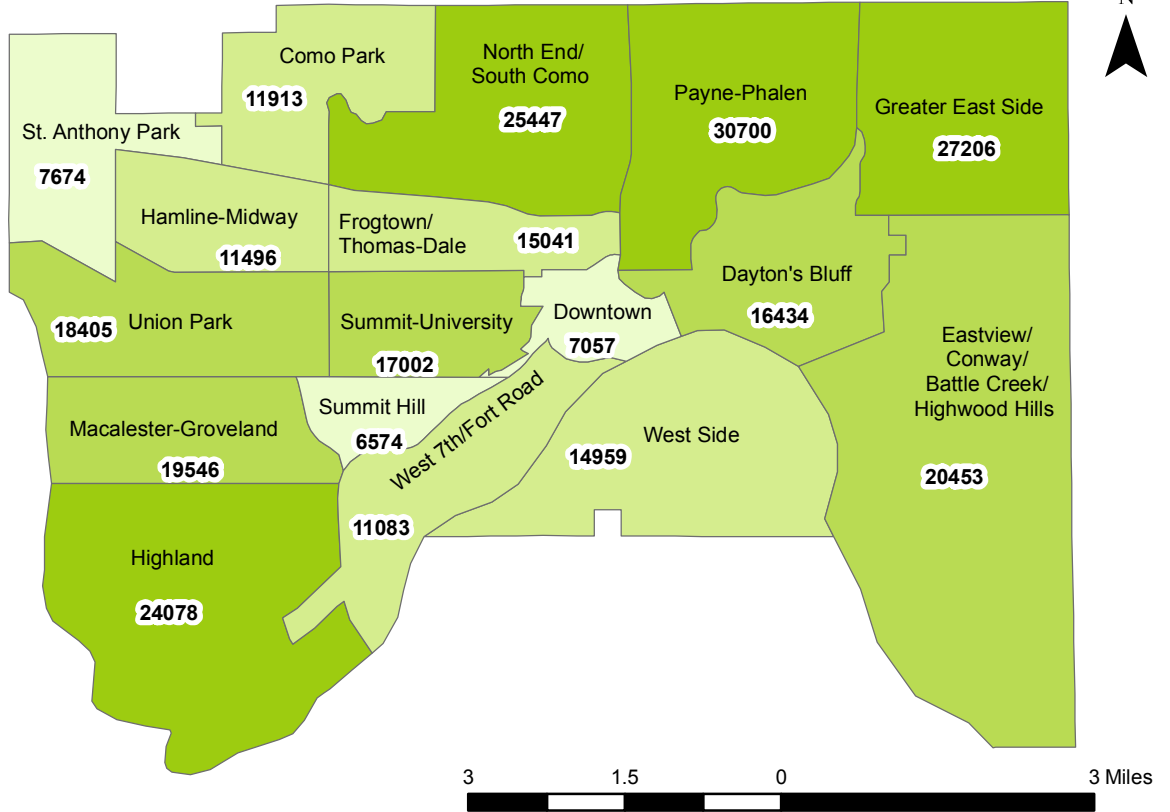 N
Como Park
11913
North End/
South Como
25447
Payne-Phalen
30700
Greater East Side
27206
St. Anthony Park
7674
Hamline-Midway
11496
Frogtown/
Thomas-Dale
15041
Dayton's Bluff
16434
Union Park
18405
Summit-University
17002
Downtown
7057
Eastview/
Conway/
Battle Creek/
Highwood Hills
20453
Macalester-Groveland
19546
Summit Hill
6574
West 7th/Fort Road
11083
West Side
14959
Highland
24078
3 1.5 0 3 Miles